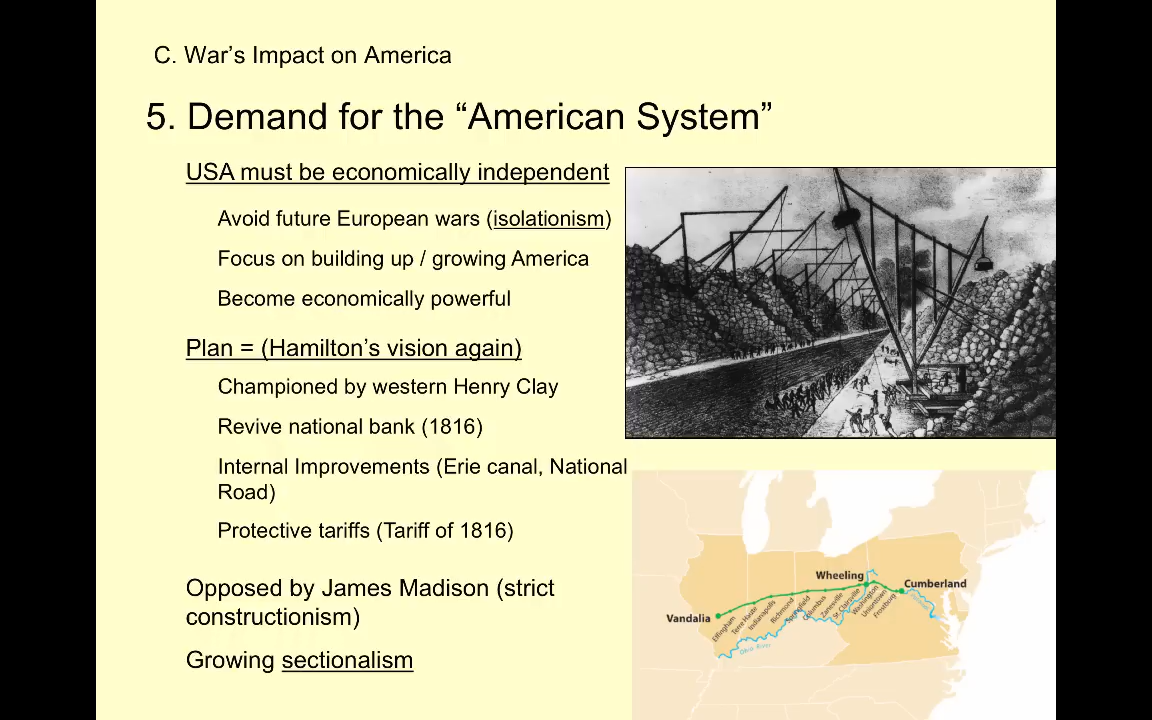 C. War’s Impact on America
5. Demand for the “American System”
USA must be economically independent
Avoid future European wars (isolationism)
Focus on building up / growing America
Become economically powerful
Plan = (Hamilton’s vision again)
Championed by western Henry Clay
Revive national bank (1816)
Internal Improvements (Erie canal, National
Road)
Protective tariffs (Tariff of 1816)
Opposed by James Madison (strict
constructionism)
Growing sectionalism
Vandalia
Effingham
Terre Haute
Indianapolis
Richmond
Springfield
Columbus
Zanesville
St. Clairsville
Wheeling
Washington
Uniontown
Frostburg
Cumberland
Ohio River